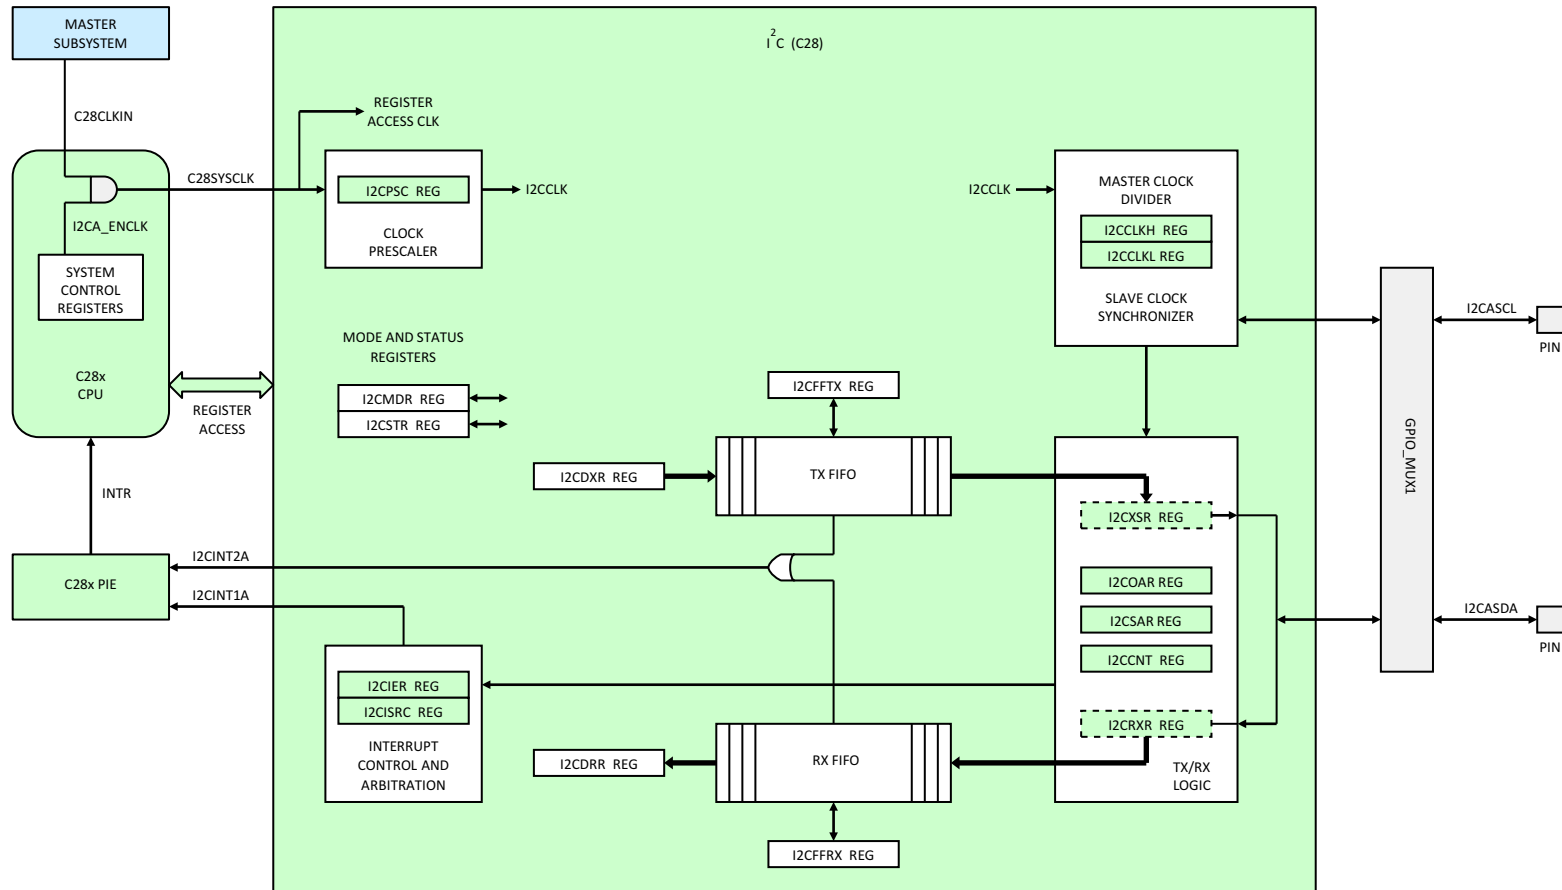 MASTER
SUBSYSTEM
I2C (C28)
C28CLKIN
REGISTER
ACCESS CLK
C28SYSCLK
I2CPSC REG
I2CCLK
CLOCK
PRESCALER
I2CCLK
MASTER CLOCK
DIVIDER
I2CCLKH REG
I2CCLKL REG
SLAVE CLOCK
SYNCHRONIZER
I2CA_ENCLK
SYSTEM
CONTROL
REGISTERS
C28x
CPU
REGISTER
ACCESS
MODE AND STATUS
REGISTERS
I2CMDR REG
I2CSTR REG
I2CFFTX REG
I2CDXR REG
TX FIFO
I2CXSR REG
I2COAR REG
I2CSAR REG
I2CCNT REG
I2CRXR REG
TX/RX
LOGIC
GPIO_MUX1
I2CASCL
PIN
I2CASDA
PIN
INTR
I2CINT2A
C28x PIE
I2CINT1A
I2CIER REG
I2CISRC REG
INTERRUPT
CONTROL AND
ARBITRATION
I2CDRR REG
RX FIFO
I2CFFRX REG